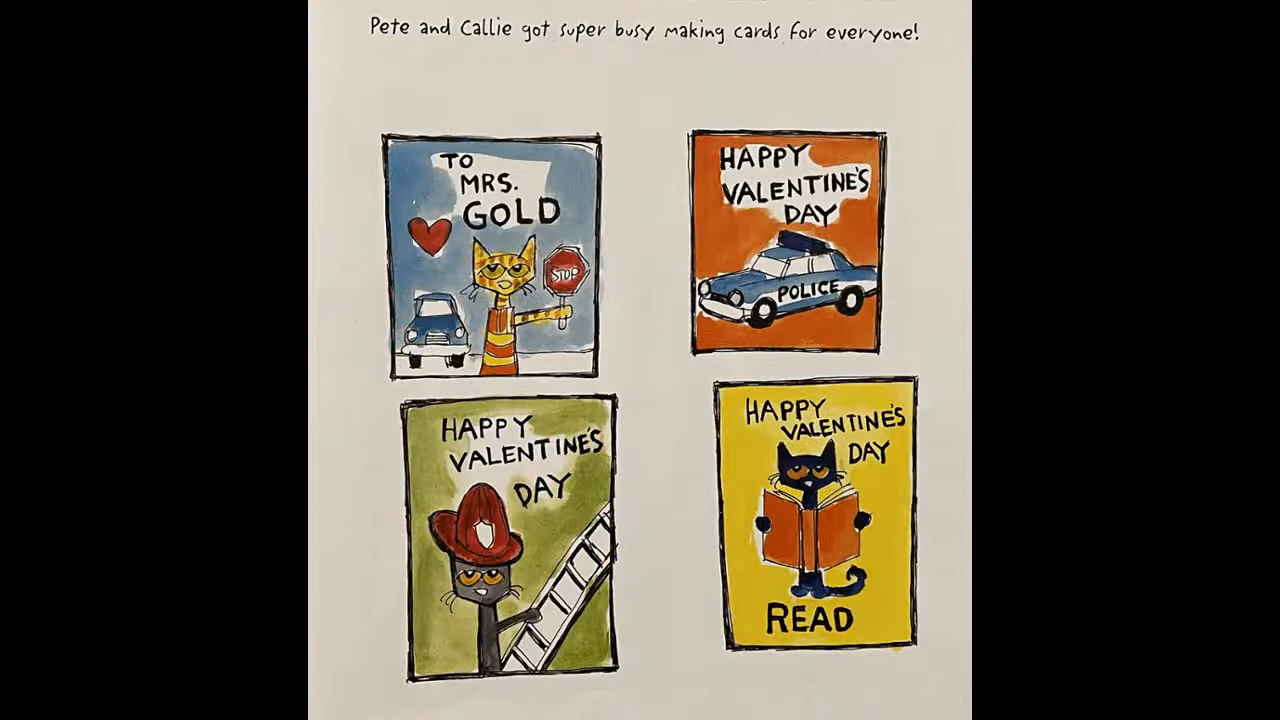 Pete and Callie got super busy making cards for everyone!
TO
MRS.
GOLD
STOP
HAPPY
VALENTINE'S
DAY
POLICE
HAPPY
VALENTINE'S
DAY
HAPPY
VALENTINE'S
DAY
READ